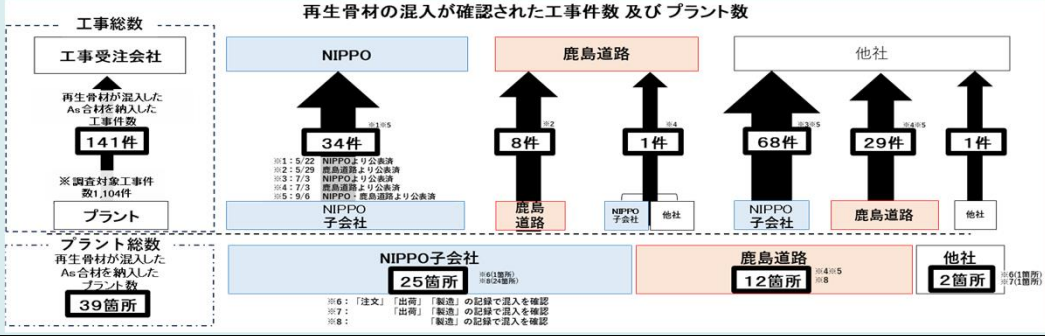 再生骨材の混入が確認された工事件数 及び プラント数
工事総数
工事受注会社
再生骨材が混入した
As合材を納入した
工事件数
141件
※調査対象工事件
数1,104件
プラント
NIPPO
※1※5
34件
※1:5/22 NIPPOより公表済
※2:5/29 鹿島道路より公表済
※3:7/3 NIPPOより公表済
※4:7/3 鹿島道路より公表済
※5:9/6 NIPPO・鹿島道路より公表済
NIPPO
子会社
鹿島道路
※2
8件
鹿島
道路
※4
1件
NIPPO
子会社
他社
他社
※3※5
68件
NIPPO
子会社
※4※5
29件
鹿島道路
1件
他社
プラント総数
再生骨材が混入した
As合材を納入した
プラント数
39箇所
NIPPO子会社
25箇所
※6(1箇所)
※8(24箇所)
鹿島道路
12箇所
※4※5
※8
他社
2箇所
※6(1箇所)
※7(1箇所)
※6:「注文」「出荷」「製造」の記録で混入を確認
※7: 「出荷」「製造」の記録で混入を確認
※8: 「製造」の記録で混入を確認